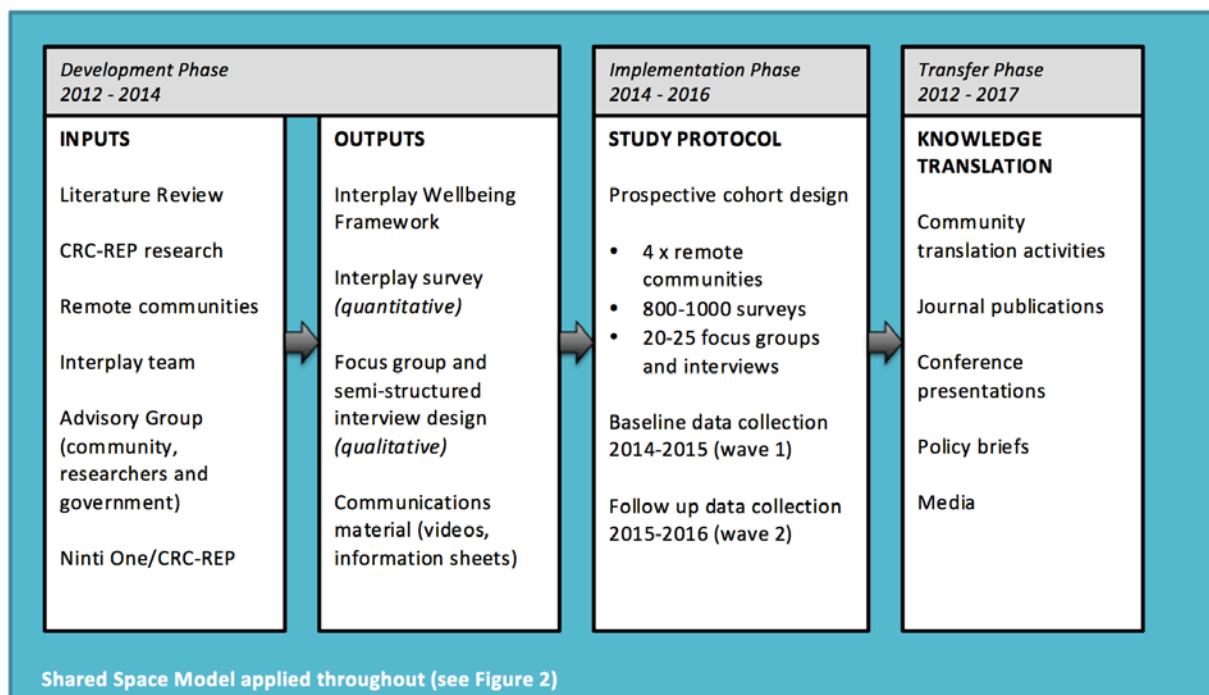 Development Phase
2012 - 2014
INPUTS
Literature Review
CRC-REP research
Remote communities
Interplay team
Advisory Group
(community,
researchers and
government)
Ninti One/CRC-REP
OUTPUTS
Interplay Wellbeing
Framework
Interplay survey
(quantitative)
Focus group and
semi-structured
interview design
(qualitative)
Communications
material (videos,
information sheets)
Implementation Phase
2014 - 2016
STUDY PROTOCOL
Prospective cohort design
• 4 x remote
communities
• 800-1000 surveys
• 20-25 focus groups
and interviews
Baseline data collection
2014-2015 (wave 1)
Follow up data collection
2015-2016 (wave 2)
Transfer Phase
2012 - 2017
KNOWLEDGE
TRANSLATION
Community
translation activities
Journal publications
Conference
presentations
Policy briefs
Media
Shared Space Model applied throughout (see Figure 2)